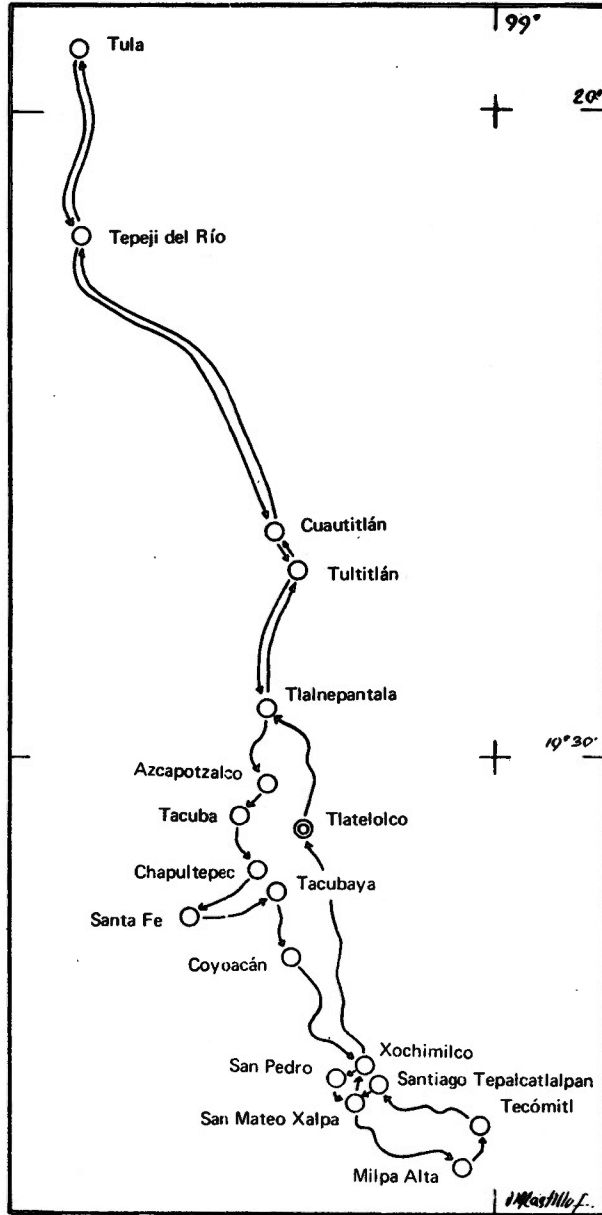 99°
Tula
20°
Tepeji del Río
Cuautitlán
Tultitlán
Tlalnepantala
19°30'
Azcapotzalco
Tacuba
Tlatelolco
Chapultepec
Tacubaya
Santa Fe
Coyoacán
Xochimilco
San Pedro
Santiago Tepalcatlalpan
San Mateo Xalpa
Tecómitl
Milpa Alta